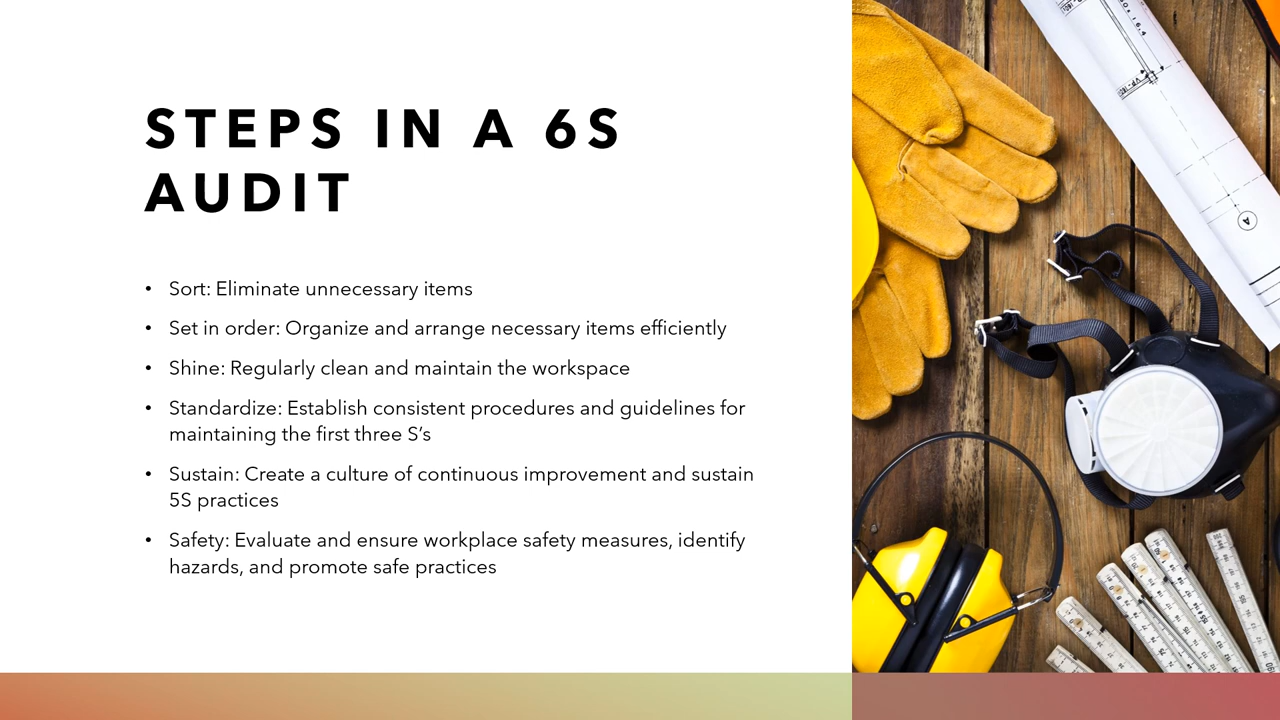 STEPS IN A 6S
AUDIT
• Sort: Eliminate unnecessary items
• Set in order: Organize and arrange necessary items efficiently
• Shine: Regularly clean and maintain the workspace
• Standardize: Establish consistent procedures and guidelines for
maintaining the first three S’s
• Sustain: Create a culture of continuous improvement and sustain
5S practices
• Safety: Evaluate and ensure workplace safety measures, identify
hazards, and promote safe practices
A